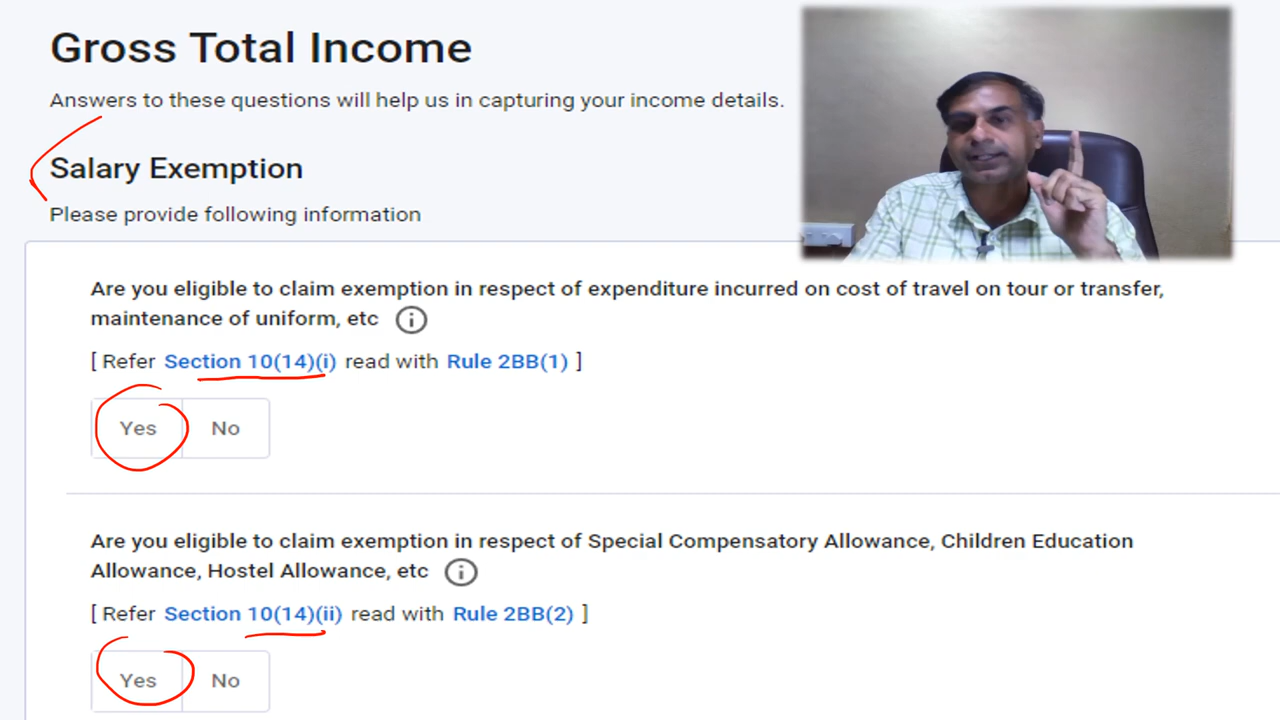 Gross Total Income
Answers to these questions will help us in capturing your income details.
Salary Exemption
Please provide following information
Are you eligible to claim exemption in respect of expenditure incurred on cost of travel on tour or transfer,
maintenance of uniform, etc
[ Refer Section 10(14)(i) read with Rule 2BB(1) ]
Yes No
Are you eligible to claim exemption in respect of Special Compensatory Allowance, Children Education
Allowance, Hostel Allowance, etc
[ Refer Section 10(14)(ii) read with Rule 2BB(2) ]
Yes No